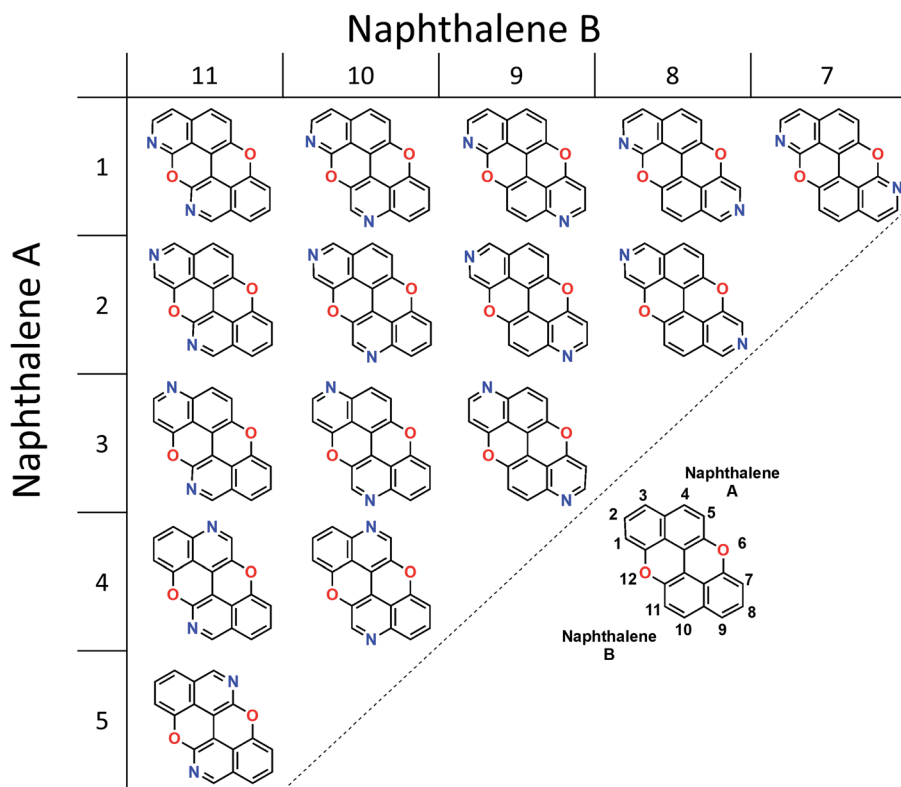 Naphthalene B
11 10 9 8 7
Naphthalene A
1
N O O N
N O O N
N O O N
N O O N
N O O N
2
N O O N
N O O N
N O O N
N O O N
3
N O O N
N O O N
N O O N
4
N O O N
N O O N
5
N O O N
Naphthalene
A
3 4
2 5
1 6
O
O
12 7
11 8
10 9
Naphthalene
B